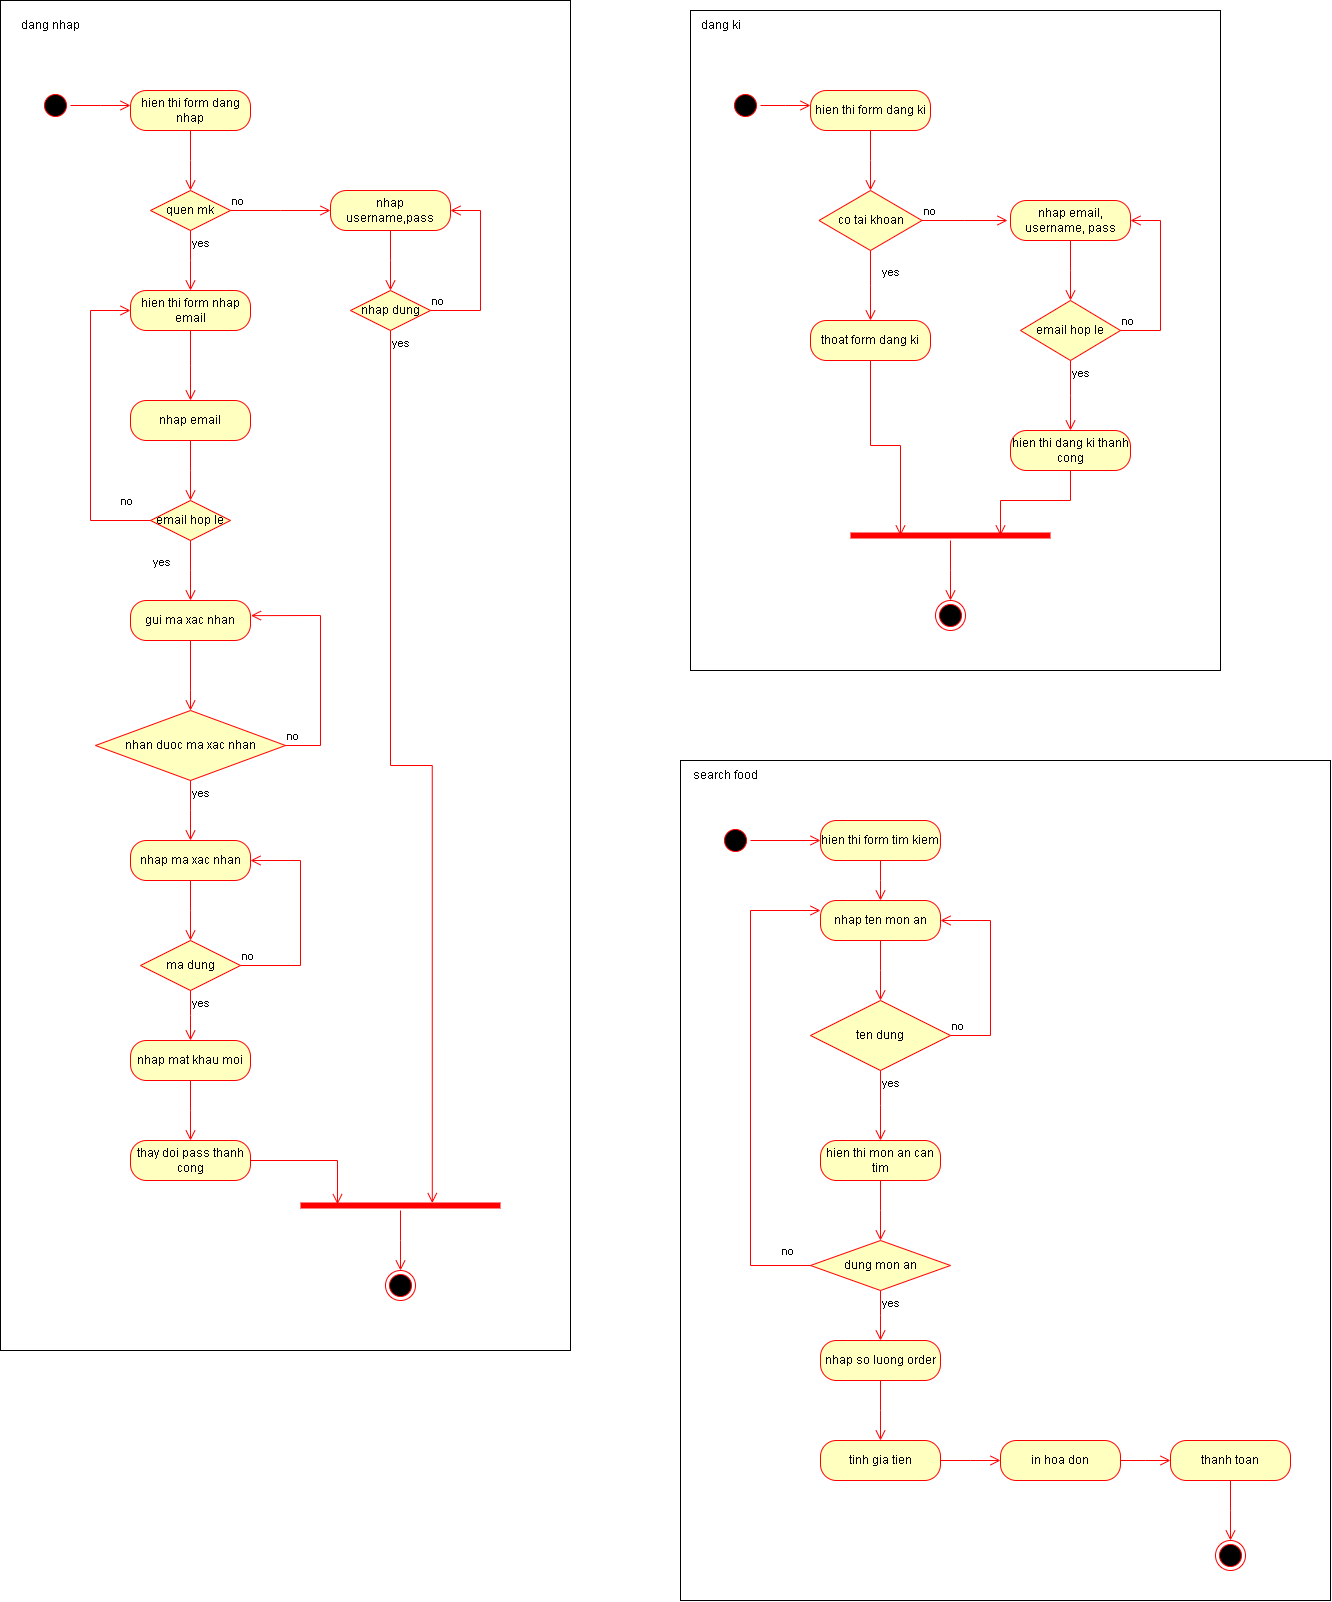 dang nhap
hien thi form dang
nhap
quen mk
no
yes
nhap
username,pass
nhap dung
no
yes
hien thi form nhap
email
nhap email
email hop le
no
yes
gui ma xac nhan
nhan duoc ma xac nhan
no
yes
nhap ma xac nhan
ma dung
no
yes
nhap mat khau moi
thay doi pass thanh
cong
dang ki
hien thi form dang ki
co tai khoan
no
yes
nhap email,
username, pass
thoat form dang ki
email hop le
no
yes
hien thi dang ki thanh
cong
search food
hien thi form tim kiem
nhap ten mon an
ten dung
no
yes
hien thi mon an can
tim
dung mon an
no
yes
nhap so luong order
tinh gia tien
in hoa don
thanh toan